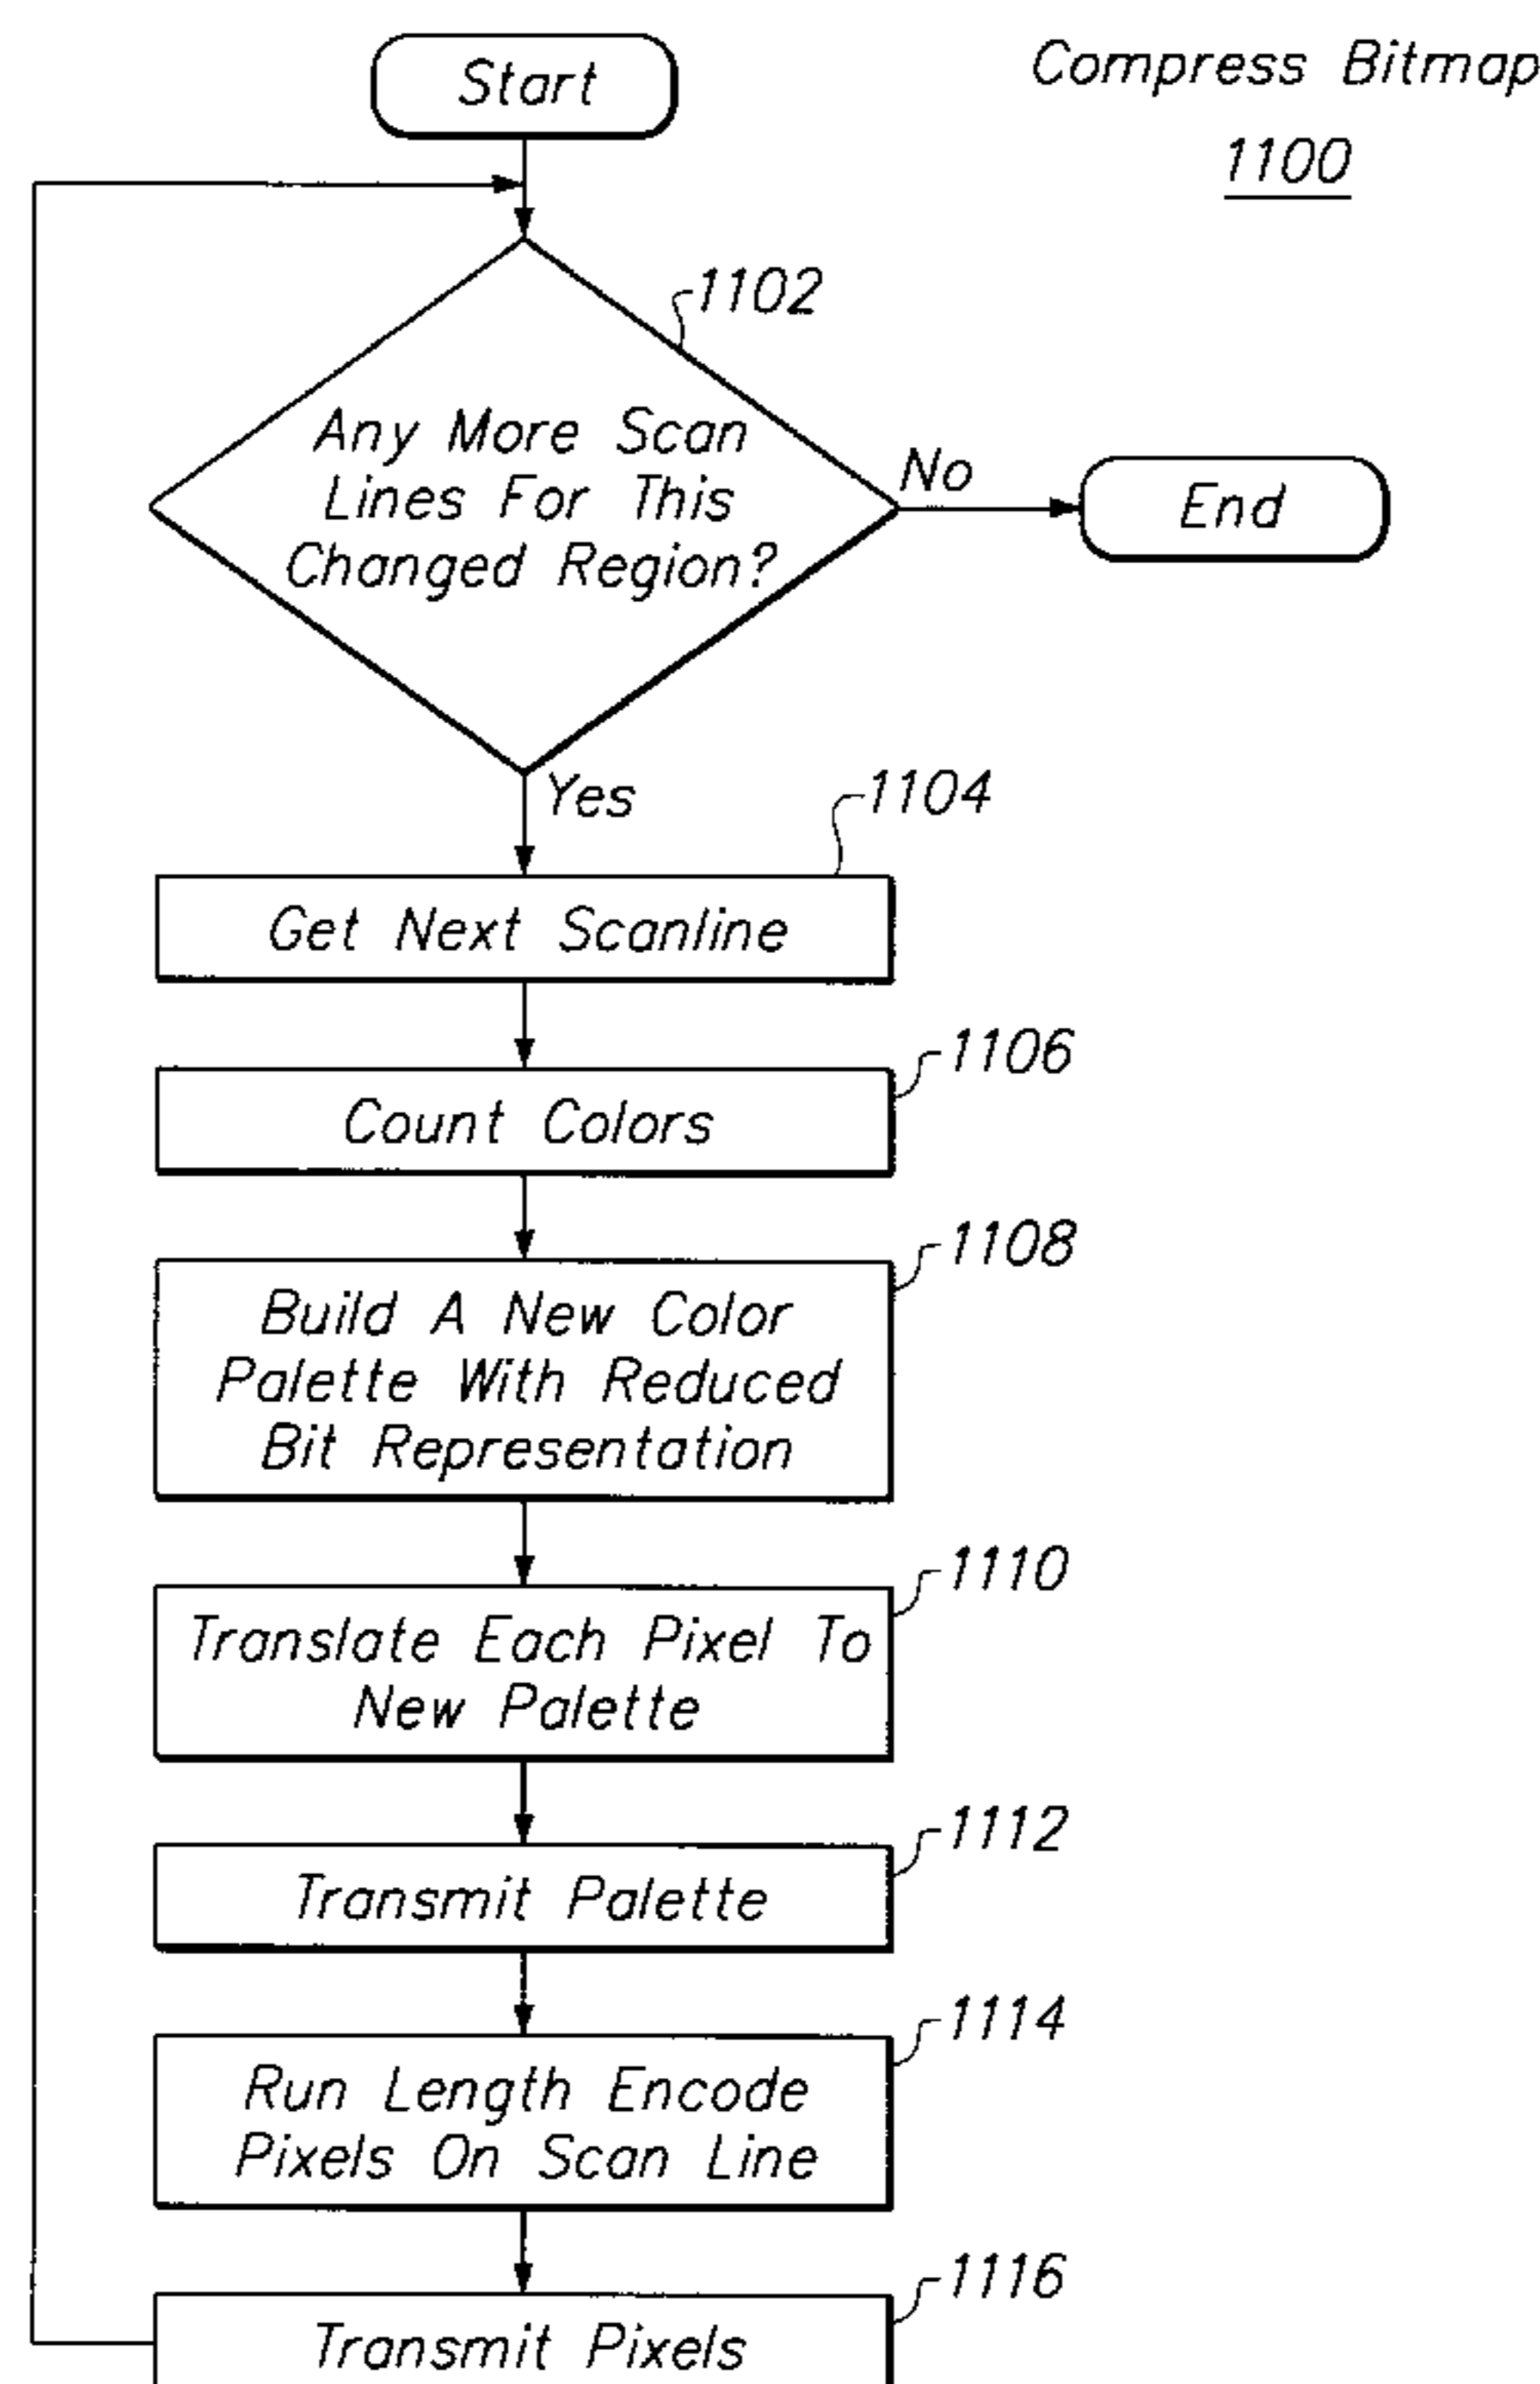 Start
Compress Bitmap
1100
1102
Any More Scan
Lines For This
Changed Region?
No
End
Yes
1104
Get Next Scanline
1106
Count Colors
1108
Build A New Color
Palette With Reduced
Bit Representation
1110
Translate Each Pixel To
New Palette
1112
Transmit Palette
1114
Run Length Encode
Pixels On Scan Line
1116
Transmit Pixels